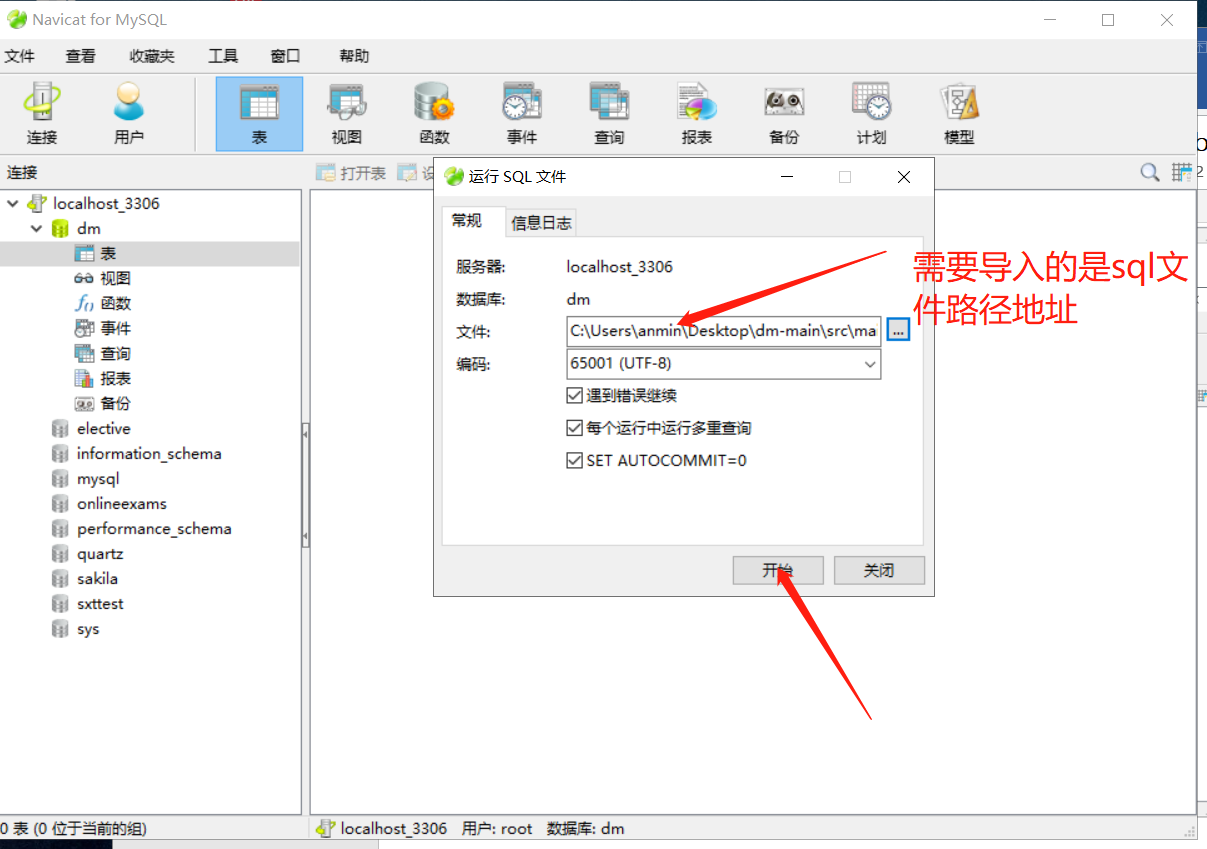 Navicat for MySQL
文件 查看 收藏夹 工具 窗口 帮助
连接 用户 表 视图 函数 事件 查询 报表 备份 计划 模型
连接
打开表
localhost_3306
dm
表
视图
函数
事件
查询
报表
备份
elective
information_schema
mysql
onlineexams
performance_schema
quartz
sakila
sxttest
sys
运行 SQL 文件
常规 信息日志
服务器: localhost_3306
数据库: dm
文件: C:\Users\anmin\Desktop\dm-main\src\ma ...
编码: 65001 (UTF-8)
遇到错误继续
每个运行中运行多重查询
SET AUTOCOMMIT=0
开始 关闭
需要导入的是sql文
件路径地址
0 表 (0 位于当前的组) localhost_3306 用户: root 数据库: dm